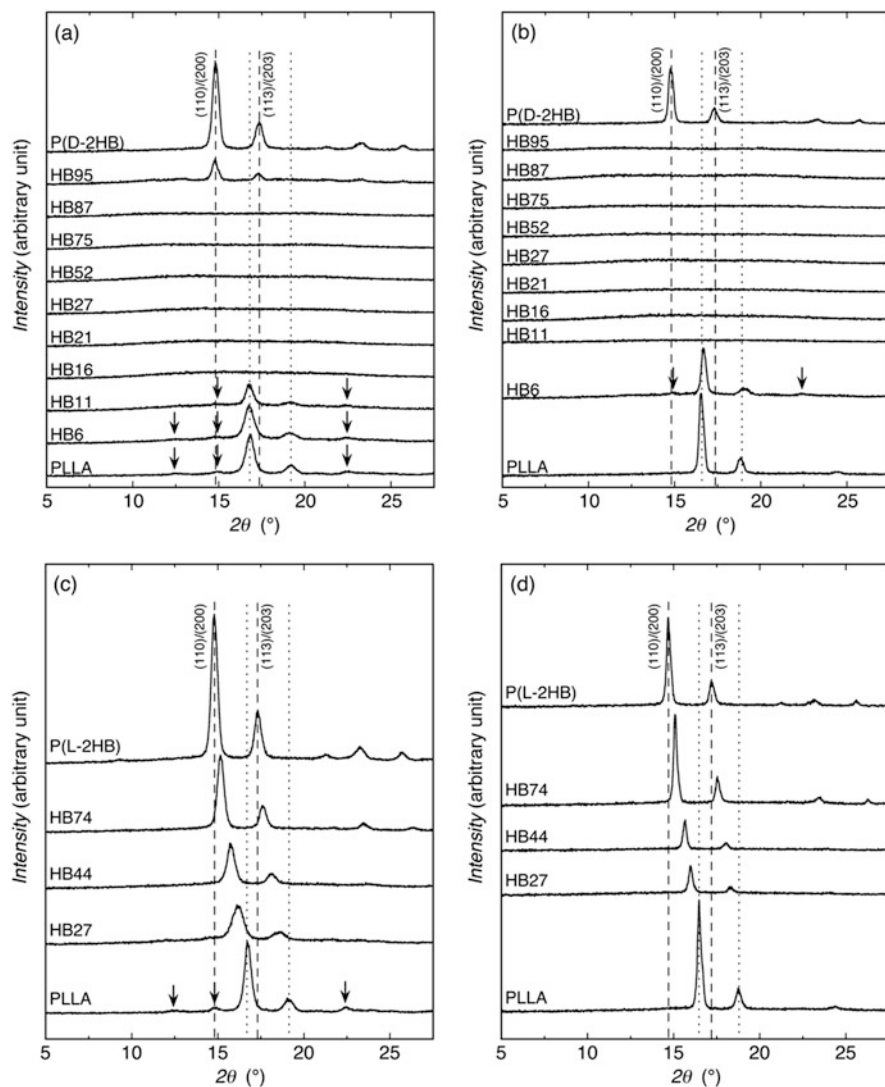 (a)
(110)/(200)
(113)/(203)
P(D-2HB)
HB95
HB87
HB75
HB52
HB27
HB21
HB16
HB11
HB6
PLLA
Intensity (arbitrary unit)
5 10 15 20 25
2θ (°)
(b)
(110)/(200)
(113)/(203)
P(D-2HB)
HB95
HB87
HB75
HB52
HB27
HB21
HB16
HB11
HB6
PLLA
Intensity (arbitrary unit)
5 10 15 20 25
2θ (°)
(c)
(110)/(200)
(113)/(203)
P(L-2HB)
HB74
HB44
HB27
PLLA
Intensity (arbitrary unit)
5 10 15 20 25
2θ (°)
(d)
(110)/(200)
(113)/(203)
P(L-2HB)
HB74
HB44
HB27
PLLA
Intensity (arbitrary unit)
5 10 15 20 25
2θ (°)